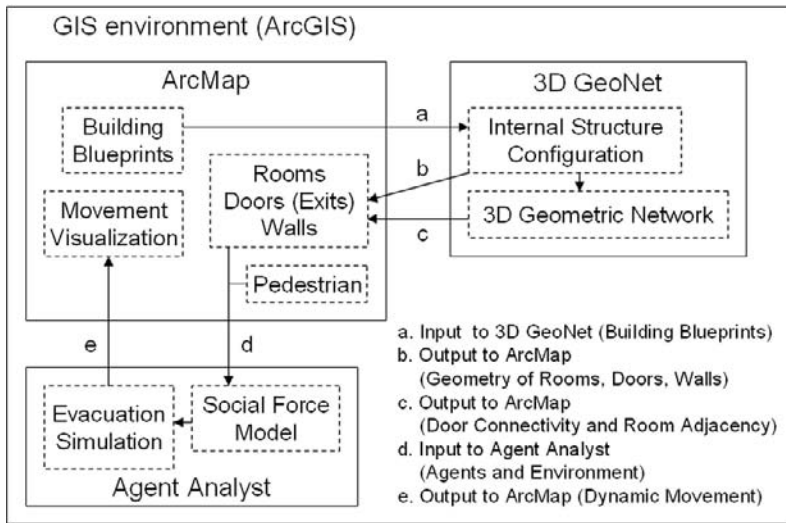 GIS environment (ArcGIS)
ArcMap
Building
Blueprints
Movement
Visualization
Rooms
Doors (Exits)
Walls
Pedestrian
a
b
c
3D GeoNet
Internal Structure
Configuration
3D Geometric Network
e
d
Evacuation
Simulation
Social Force
Model
Agent Analyst
a. Input to 3D GeoNet (Building Blueprints)
b. Output to ArcMap
(Geometry of Rooms, Doors, Walls)
c. Output to ArcMap
(Door Connectivity and Room Adjacency)
d. Input to Agent Analyst
(Agents and Environment)
e. Output to ArcMap (Dynamic Movement)